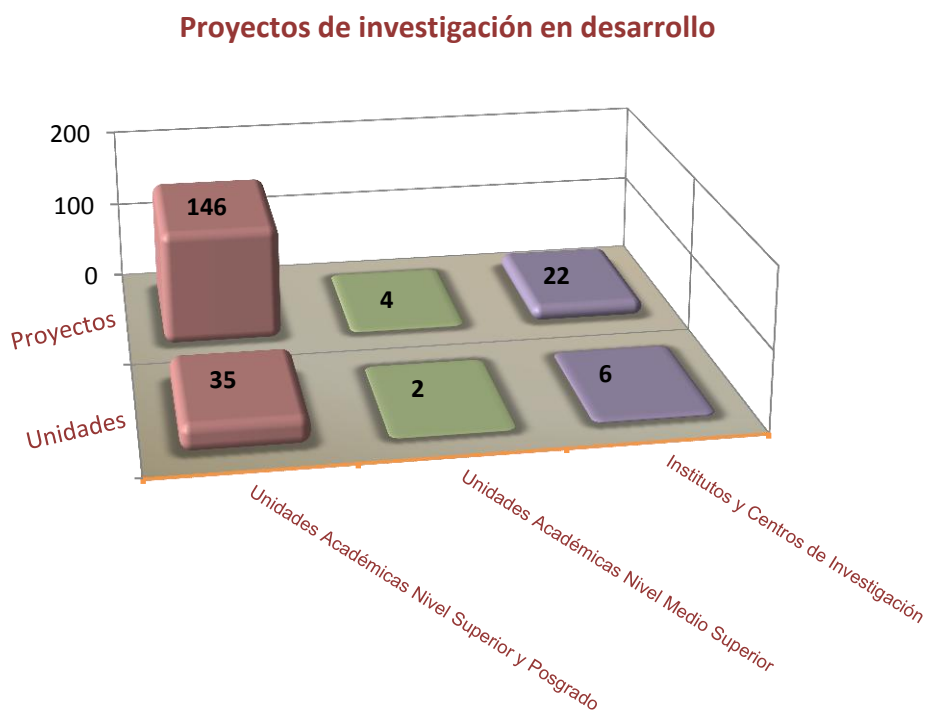 Proyectos de investigación en desarrollo
200
100
0
146
4
22
Proyectos
35
2
6
Unidades
Unidades Académicas Nivel Superior y Posgrado
Unidades Académicas Nivel Medio Superior
Institutos y Centros de Investigación